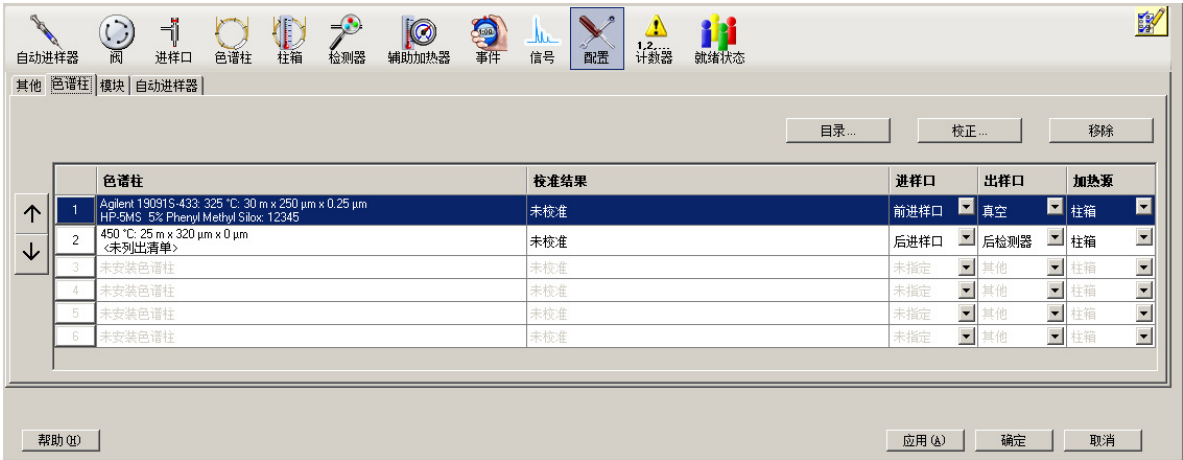 自动进样器 阀 进样口 色谱柱 柱箱 检测器 辅助加热器 事件 信号 配置 1,2,... 计数器 就绪状态
其他 色谱柱 模块 自动进样器
目录... 校正... 移除
色谱柱 校准结果 进样口 出样口 加热源
1 Agilent 19091S-433: 325 °C: 30 m x 250 µm x 0.25 µm
HP-5MS 5% Phenyl Methyl Silox: 12345 未校准 前进样口 真空 柱箱
2 450 °C: 25 m x 320 µm x 0 µm
<未列出清单> 未校准 后进样口 后检测器 柱箱
3 未安装色谱柱 未校准 未指定 其他 柱箱
4 未安装色谱柱 未校准 未指定 其他 柱箱
5 未安装色谱柱 未校准 未指定 其他 柱箱
6 未安装色谱柱 未校准 未指定 其他 柱箱
帮助(H) 应用(A) 确定 取消